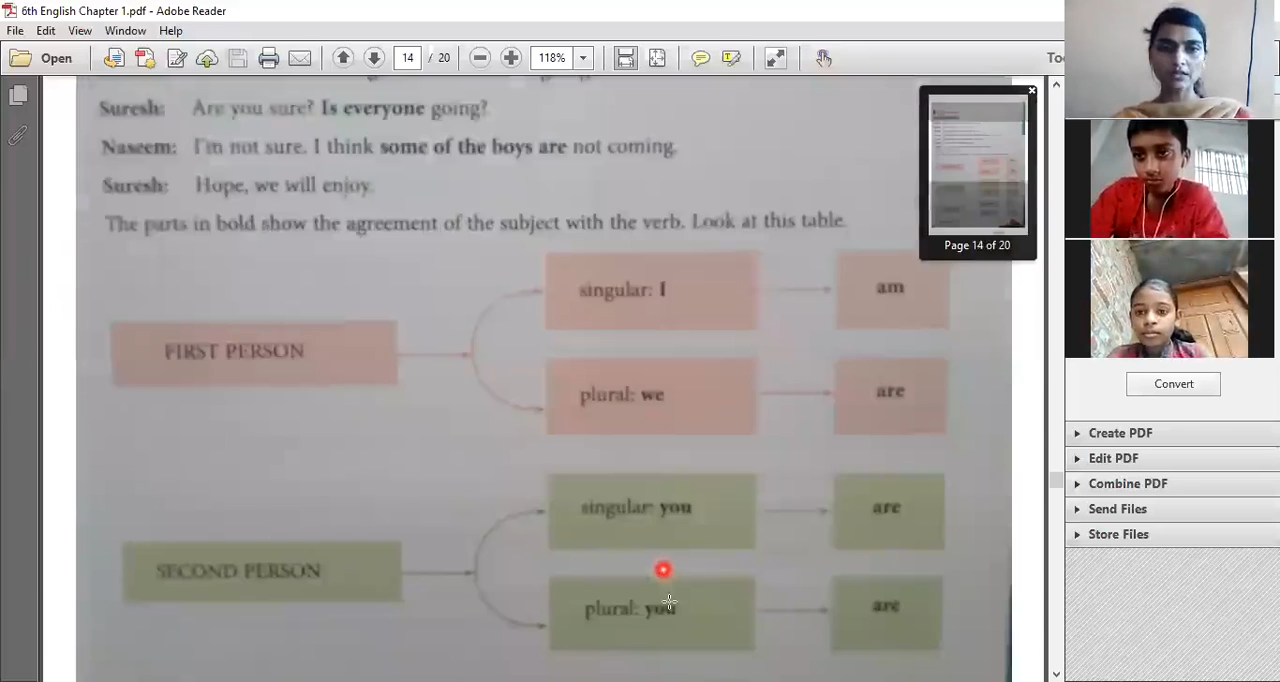 6th English Chapter 1.pdf - Adobe Reader
File Edit View Window Help
Open 14 / 20 118%
Suresh: Are you sure? Is everyone going?
Naseem: I'm not sure. I think some of the boys are not coming.
Suresh: Hope, we will enjoy.
The parts in bold show the agreement of the subject with the verb. Look at this table.
Page 14 of 20
FIRST PERSON
singular: I
am
plural: we
are
SECOND PERSON
singular: you
are
plural: you
are
Convert
Create PDF
Edit PDF
Combine PDF
Send Files
Store Files